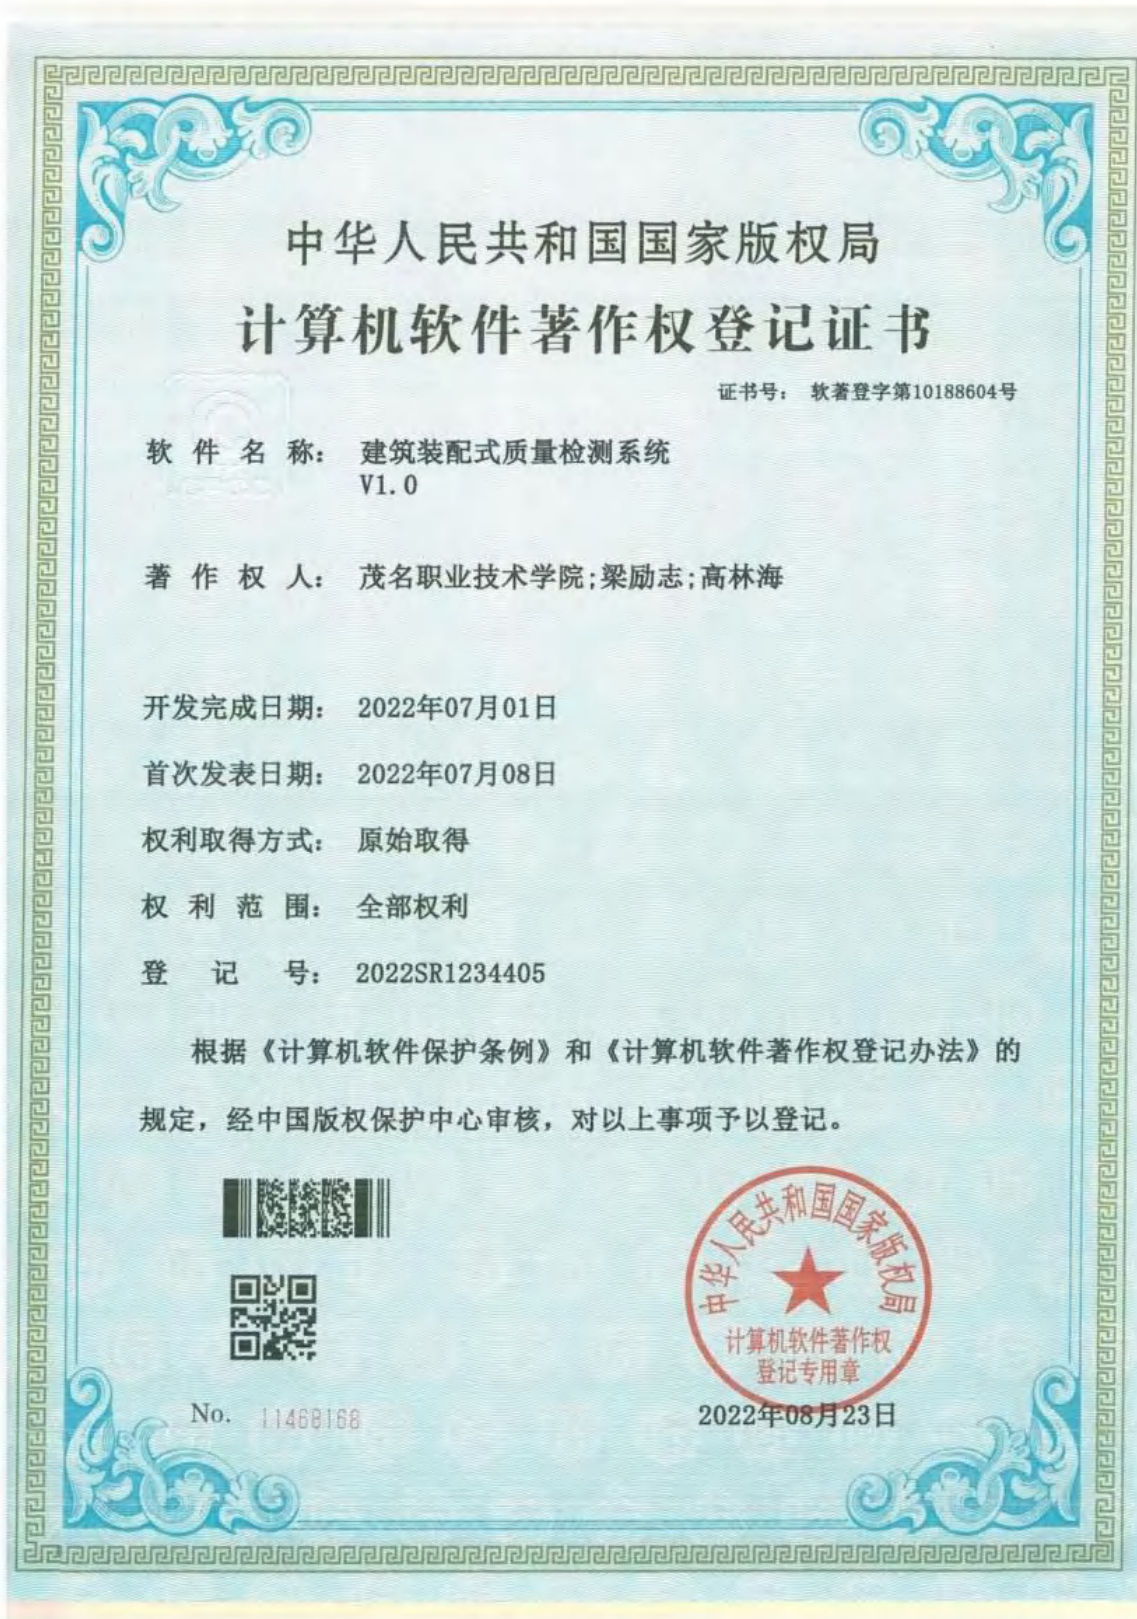 中华人民共和国国家版权局
计算机软件著作权登记证书
证书号： 软著登字第10188604号
软件名称： 建筑装配式质量检测系统
V1.0
著作权人： 茂名职业技术学院;梁励志;高林海
开发完成日期： 2022年07月01日
首次发表日期： 2022年07月08日
权利取得方式： 原始取得
权利范围： 全部权利
登记号： 2022SR1234405
根据《计算机软件保护条例》和《计算机软件著作权登记办法》的
规定，经中国版权保护中心审核，对以上事项予以登记。
中华人民共和国国家版权局
计算机软件著作权
登记专用章
No. 11468168
2022年08月23日